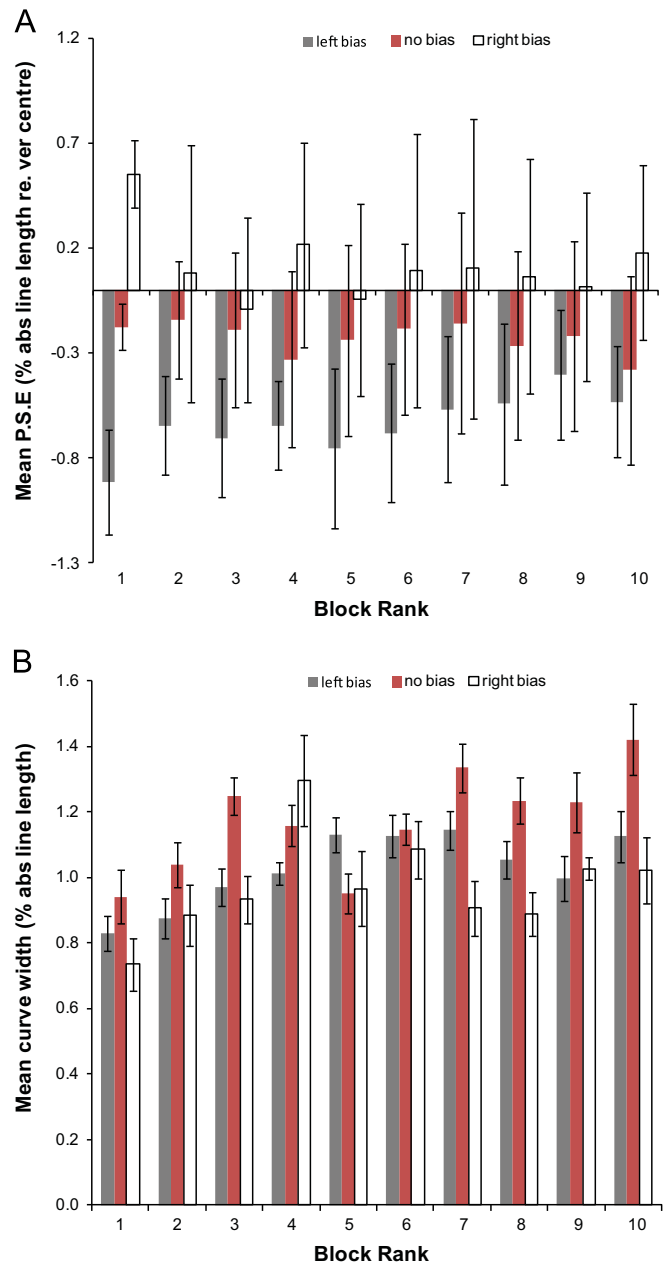 A
left bias no bias right bias
Mean P.S.E (% abs line length re. ver centre)
1.2
0.7
0.2
-0.3
-0.8
-1.3
1 2 3 4 5 6 7 8 9 10
Block Rank
B
left bias no bias right bias
Mean curve width (% abs line length)
1.6
1.4
1.2
1.0
0.8
0.6
0.4
0.2
0.0
1 2 3 4 5 6 7 8 9 10
Block Rank